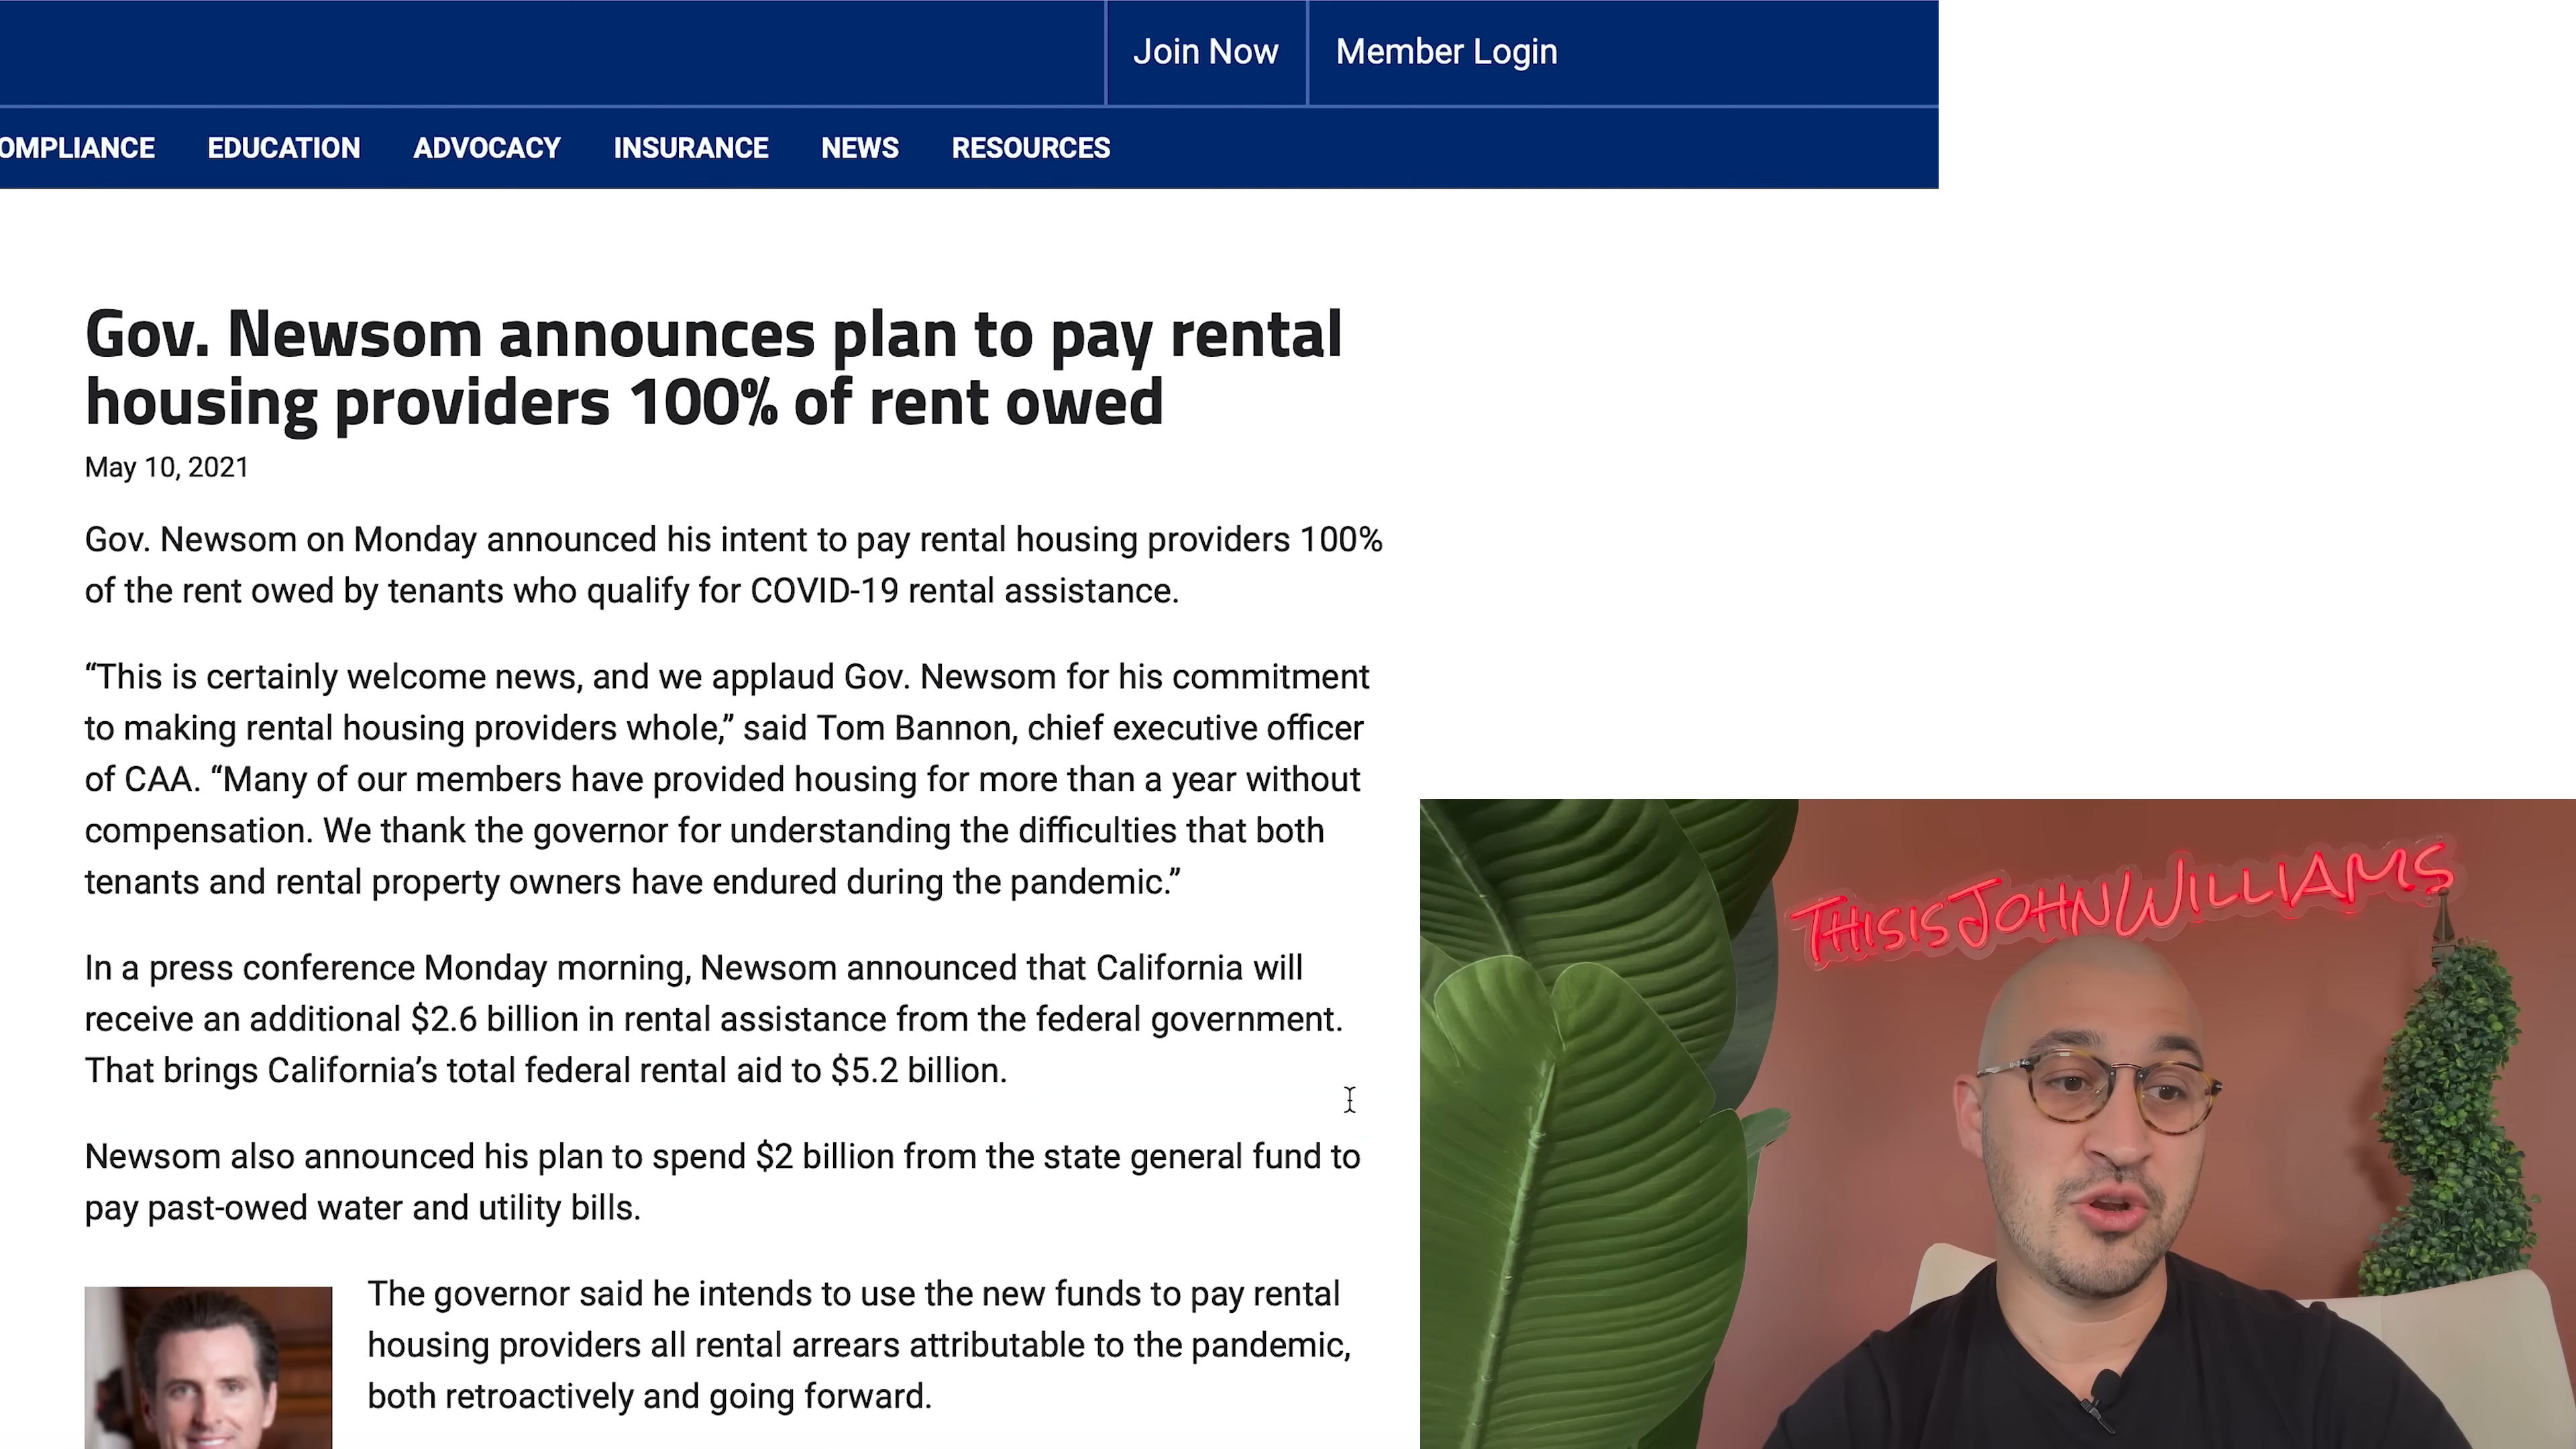 Join Now Member Login
OMPLIANCE EDUCATION ADVOCACY INSURANCE NEWS RESOURCES
Gov. Newsom announces plan to pay rental
housing providers 100% of rent owed
May 10, 2021
Gov. Newsom on Monday announced his intent to pay rental housing providers 100%
of the rent owed by tenants who qualify for COVID-19 rental assistance.
“This is certainly welcome news, and we applaud Gov. Newsom for his commitment
to making rental housing providers whole,” said Tom Bannon, chief executive officer
of CAA. “Many of our members have provided housing for more than a year without
compensation. We thank the governor for understanding the difficulties that both
tenants and rental property owners have endured during the pandemic.”
In a press conference Monday morning, Newsom announced that California will
receive an additional $2.6 billion in rental assistance from the federal government.
That brings California’s total federal rental aid to $5.2 billion.
Newsom also announced his plan to spend $2 billion from the state general fund to
pay past-owed water and utility bills.
The governor said he intends to use the new funds to pay rental
housing providers all rental arrears attributable to the pandemic,
both retroactively and going forward.
THISISJOHNWILLIAMS